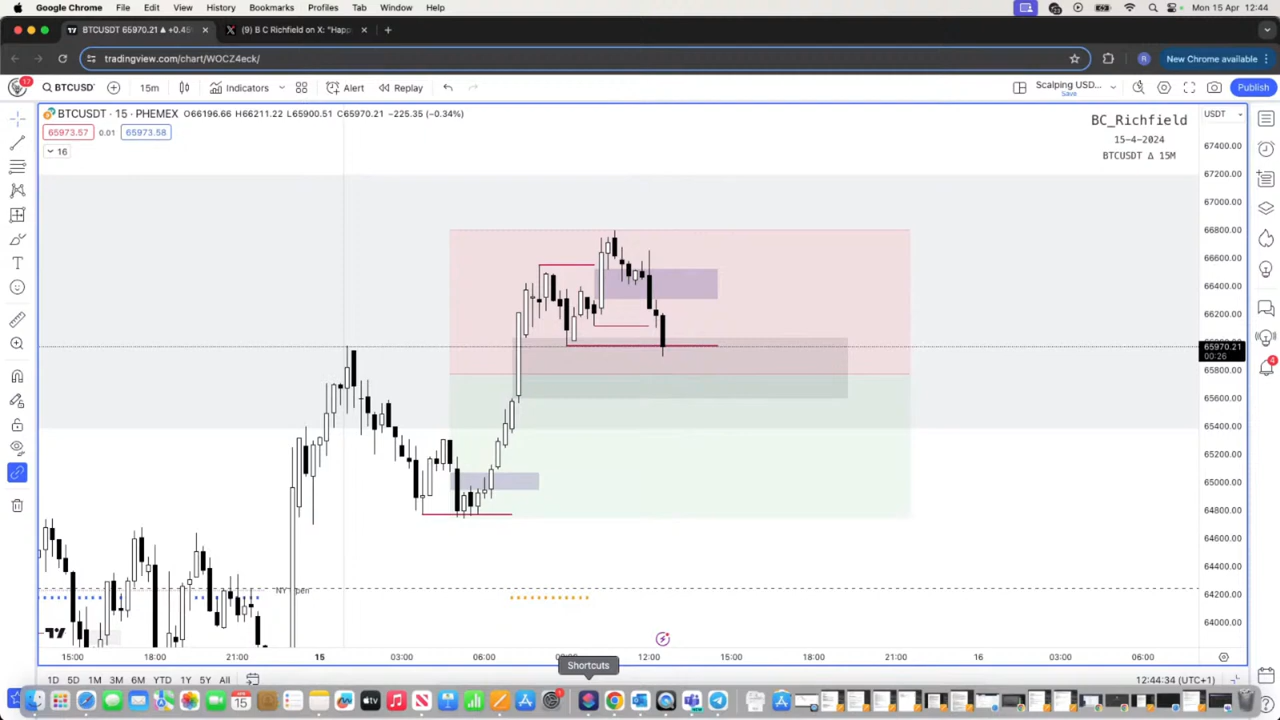 Google Chrome File Edit View History Bookmarks Profiles Tab Window Help Mon 15 Apr 12:44
BTCUSDT 65970.21 ▲ +0.45% (9) B C Richfield on X: "Happ
tradingview.com/chart/WOCZ4eck/ New Chrome available
17
BTCUSD 15m Indicators Alert Replay Scalping USD... Publish
Save
BTCUSDT · 15 · PHEMEX O66196.66 H66211.22 L65900.51 C65970.21 -225.35 (-0.34%) USDT
65973.57 0.01 65973.58
16
BC_Richfield
15-4-2024
BTCUSDT Δ 15M
67400.00
67200.00
67000.00
66800.00
66600.00
66400.00
66200.00
65970.21
00:26
65800.00
65600.00
65400.00
65200.00
65000.00
64800.00
64600.00
64400.00
64200.00
64000.00
4
15:00 18:00 21:00 15 03:00 06:00 12:00 15:00 18:00 21:00 16 03:00 06:00
Shortcuts
1D 5D 1M 3M 6M YTD 1Y 5Y All 12:44:34 (UTC+1)